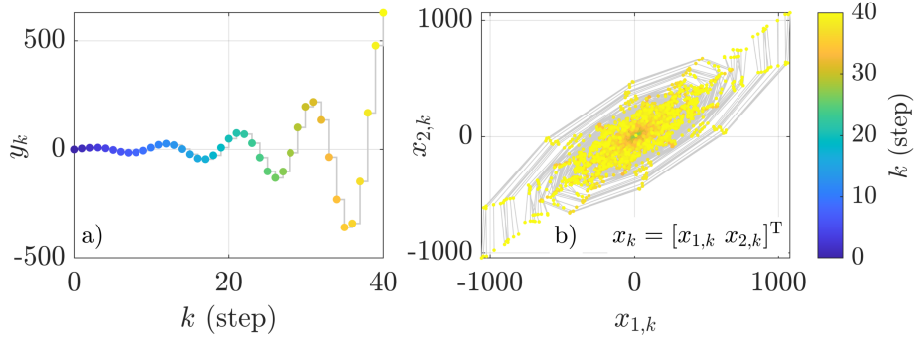 500
0
-500
0
20
40
k (step)
y_k
a)
1000
0
-1000
-1000
0
1000
x_{1,k}
x_{2,k}
b)
x_k = [x_{1,k} x_{2,k}]^T
40
30
20
10
0
k (step)